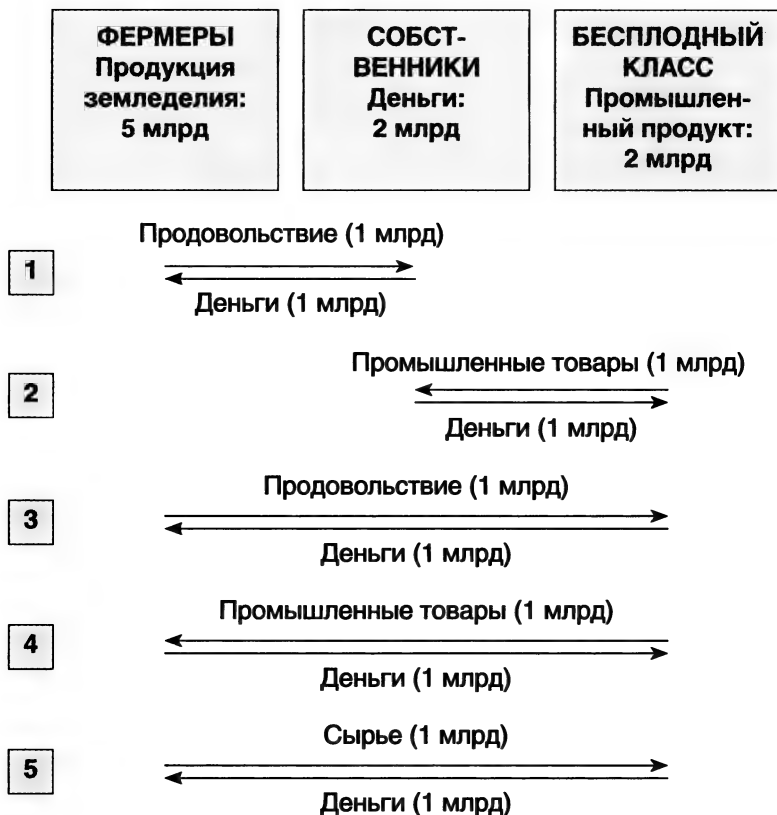 ФЕРМЕРЫ
Продукция
земледелия:
5 млрд
СОБСТ-
ВЕННИКИ
Деньги:
2 млрд
БЕСПЛОДНЫЙ
КЛАСС
Промышлен-
ный продукт:
2 млрд
1
Продовольствие (1 млрд)
Деньги (1 млрд)
2
Промышленные товары (1 млрд)
Деньги (1 млрд)
3
Продовольствие (1 млрд)
Деньги (1 млрд)
4
Промышленные товары (1 млрд)
Деньги (1 млрд)
5
Сырье (1 млрд)
Деньги (1 млрд)